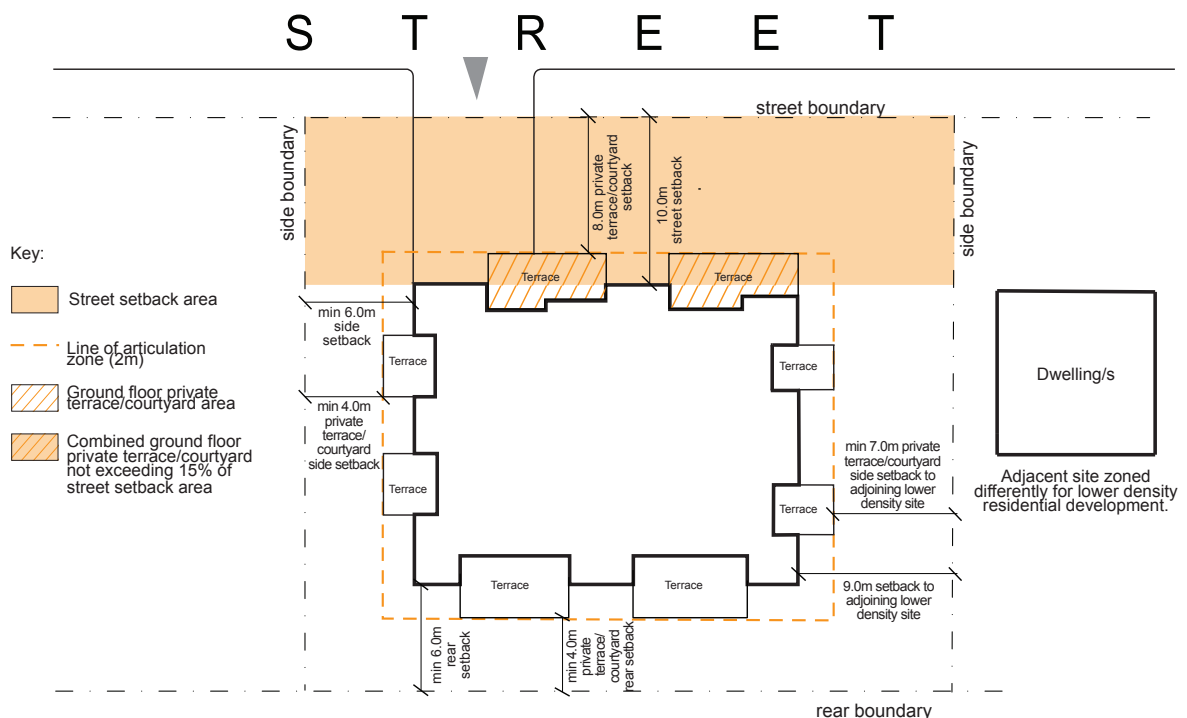 S T R E E T
street boundary
side boundary
side boundary
8.0m private
terrace/courtyard
setback
10.0m
street setback
Key:
Street setback area
Line of articulation
zone (2m)
Ground floor private
terrace/courtyard area
Combined ground floor
private terrace/courtyard
not exceeding 15% of
street setback area
Terrace
Terrace
min 6.0m
side
setback
Terrace
Terrace
min 4.0m
private
terrace/
courtyard
side setback
Terrace
Terrace
Dwelling/s
Adjacent site zoned
differently for lower density
residential development.
min 7.0m private
terrace/courtyard
side setback to
adjoining lower
density site
9.0m setback to
adjoining lower
density site
Terrace
Terrace
min 6.0m
rear
setback
min 4.0m
private
terrace/
courtyard
rear setback
rear boundary